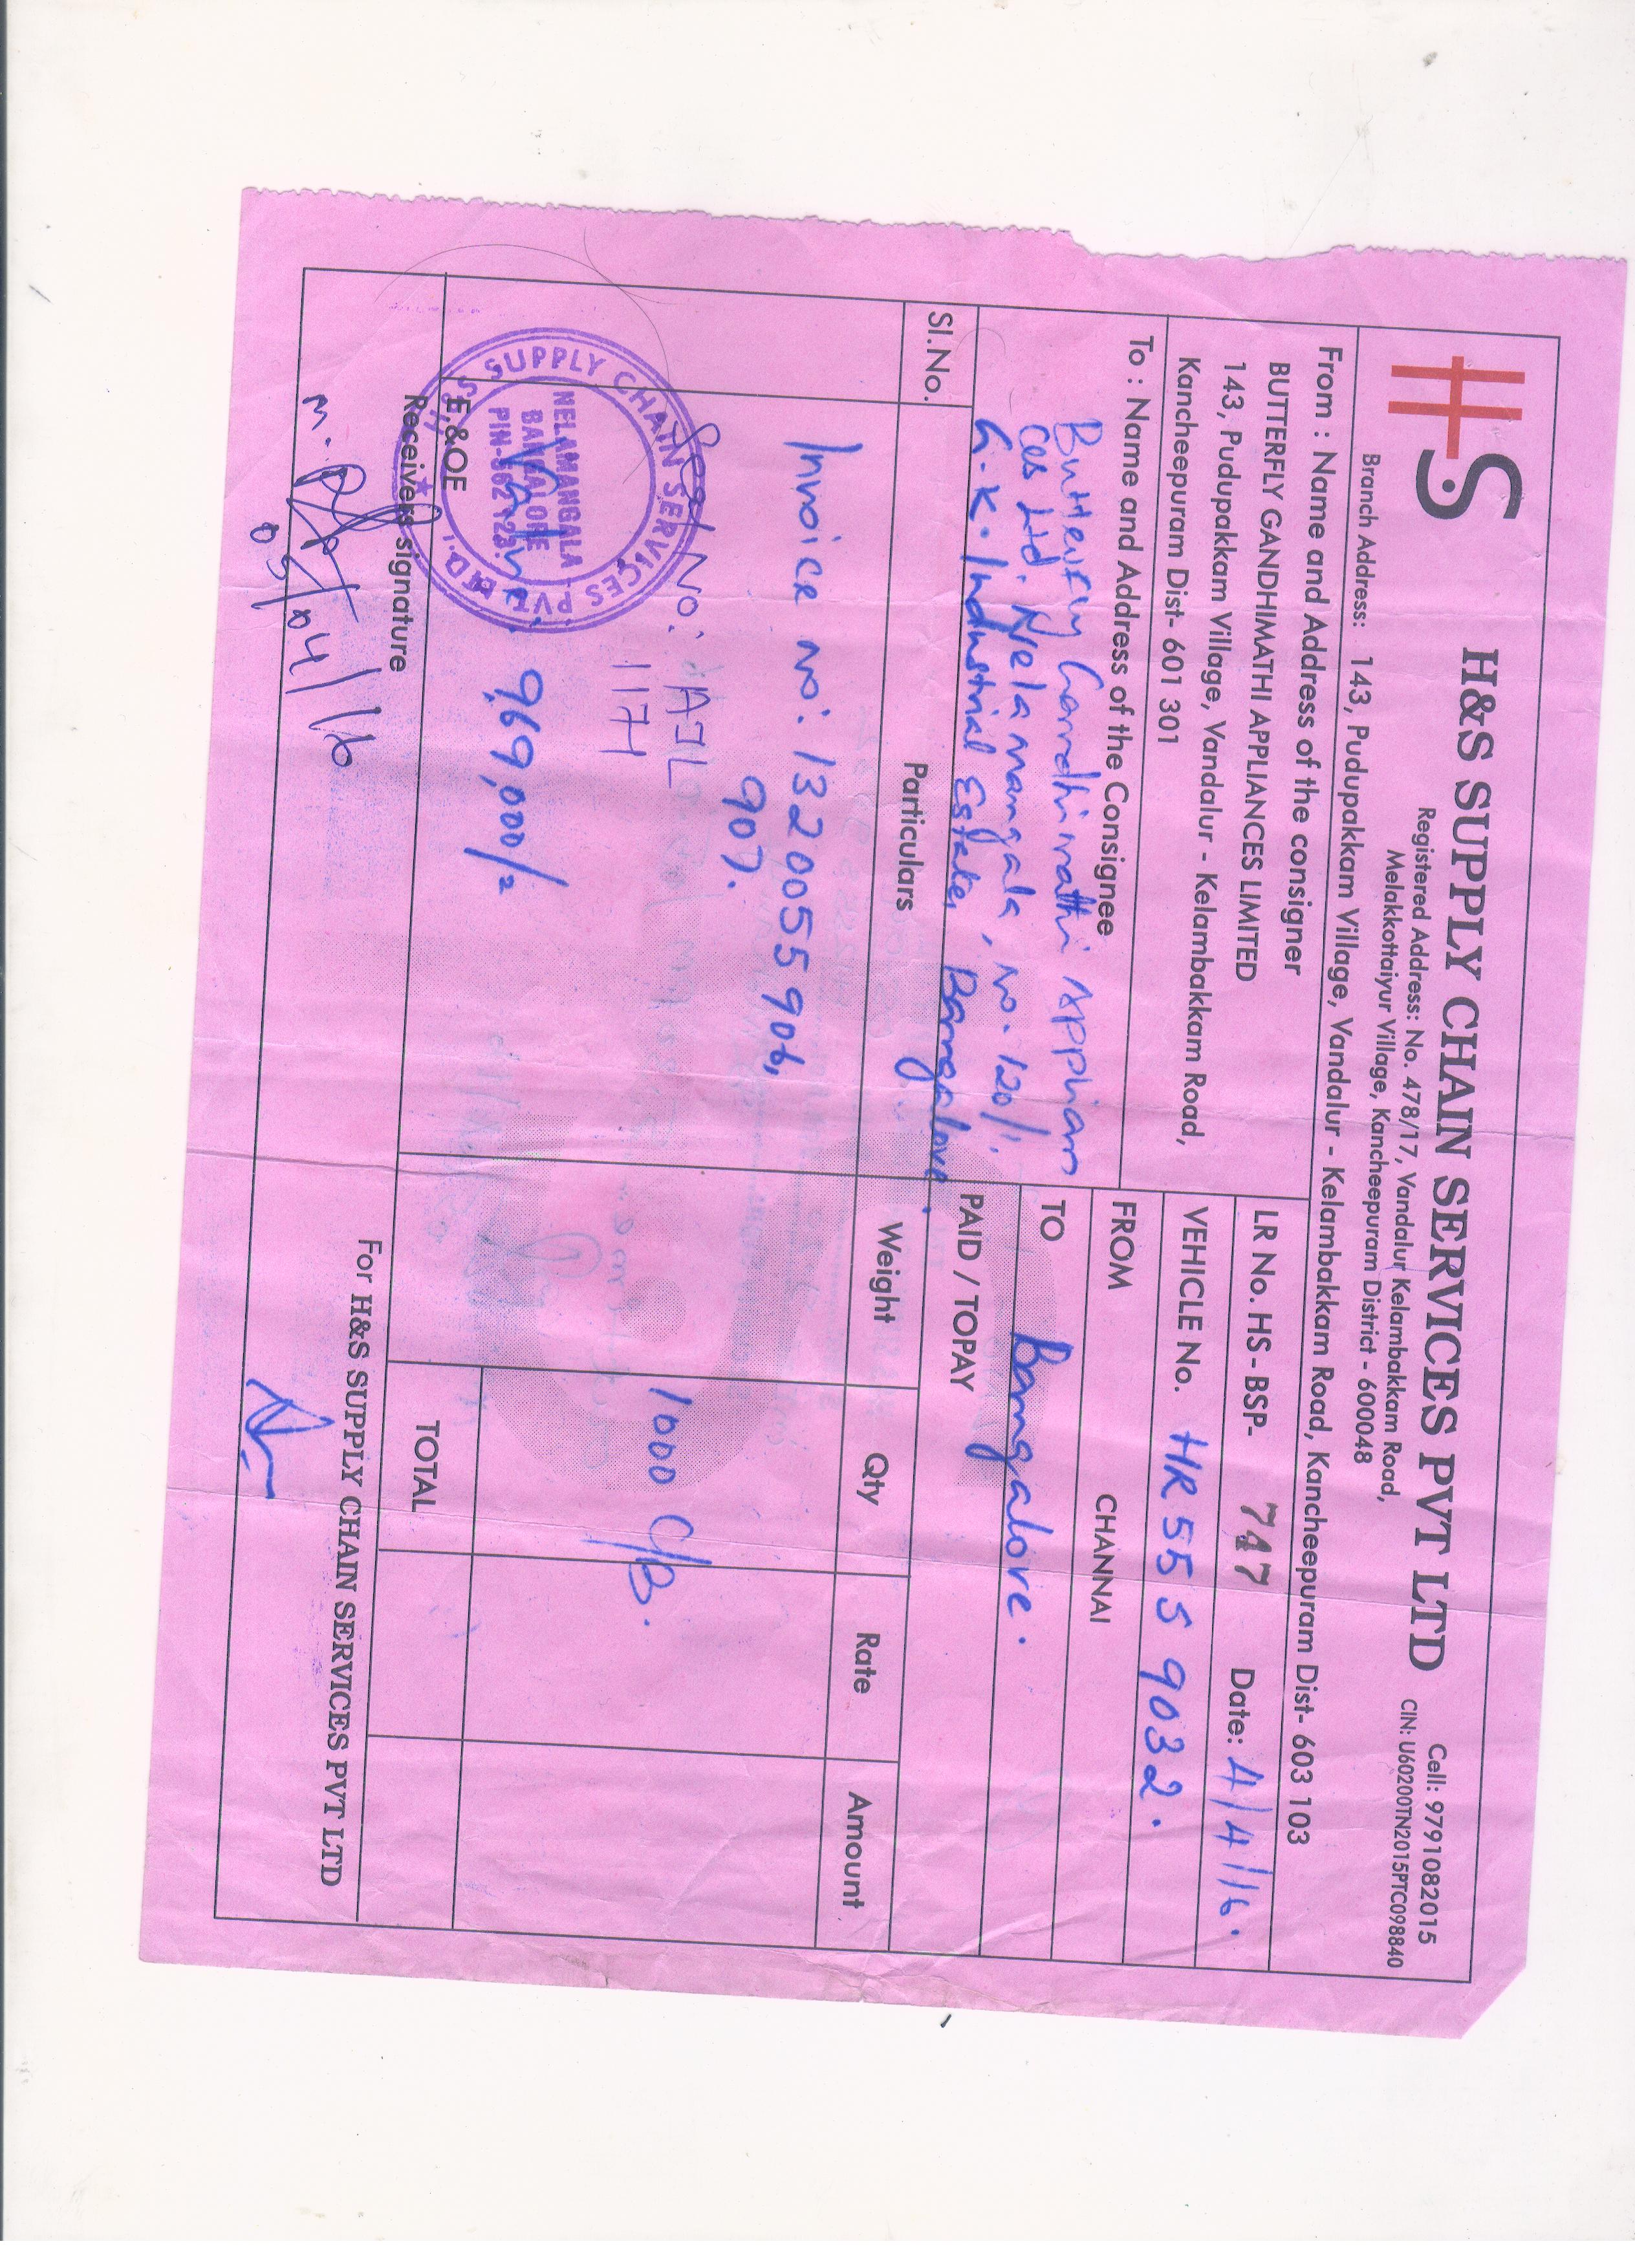 HS
H&S SUPPLY CHAIN SERVICES PVT LTD
Cell: 9791082015
CIN: U60200TN2015PTC098840
Registered Address: No. 478/17, Vandalur Kelambakkam Road,
Melakkottaiyur Village, Kancheepuram District - 600048
Branch Address: 143, Pudupakkam Village, Vandalur - Kelambakkam Road, Kancheepuram Dist- 603 103
From : Name and Address of the consigner
BUTTERFLY GANDHIMATHI APPLIANCES LIMITED
143, Pudupakkam Village, Vandalur - Kelambakkam Road,
Kancheepuram Dist- 601 301
LR No. HS - BSP- 747 Date: 4/4/16.
VEHICLE No. HR 55 S 9032.
To : Name and Address of the Consignee
Butterfly Gandhimathi Applian
ces Ltd. Nelamangala, No. 120/1,
G.K. Industrial Estate, Bangalore.
FROM CHANNAI
TO Bangalore.
PAID / TOPAY
SI.No. Particulars Weight Qty Rate Amount
Invoice No: 1320055906,
907.
Seal No: AJL
1171
1000 C/B.
Value: 969,000/=
H&S SUPPLY CHAIN SERVICES PVT. LTD.
NELAMANGALA
BANGALORE
PIN-562 123.
E.&OE
TOTAL
Receivers signature
For H&S SUPPLY CHAIN SERVICES PVT LTD
05/04/16